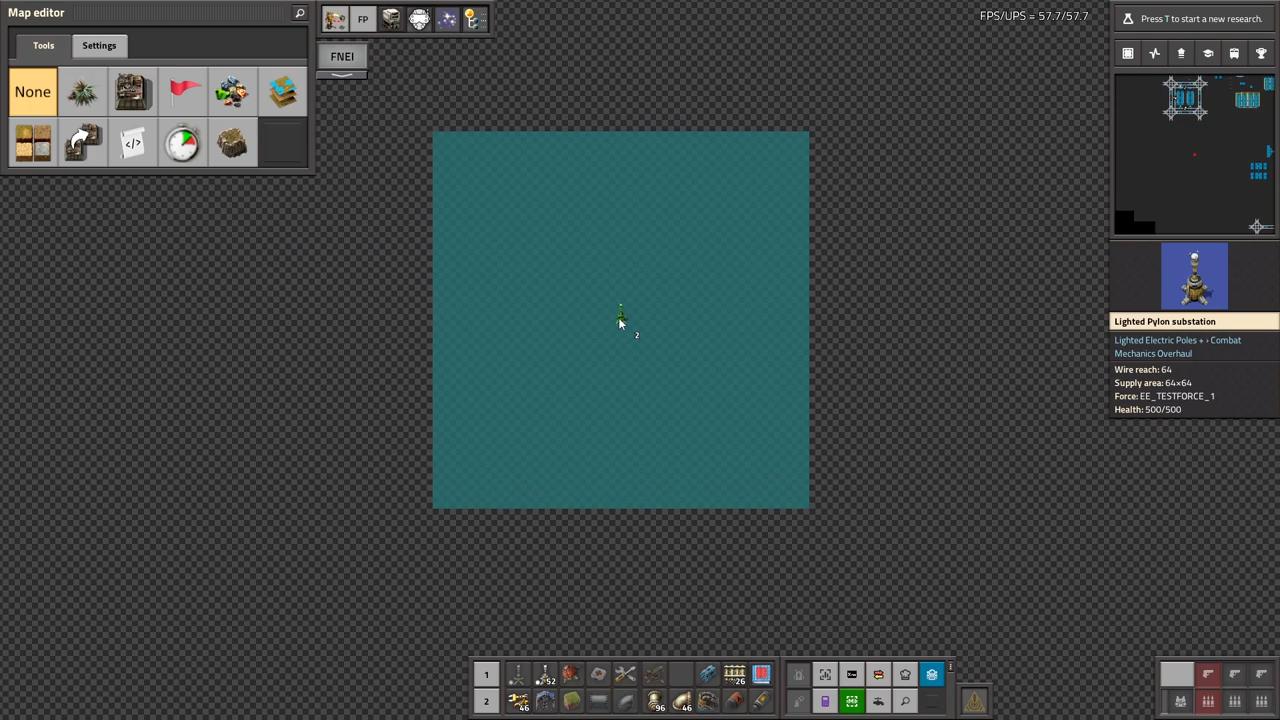 Map editor
FP
FPS/UPS = 57.7/57.7
Press T to start a new research.
Tools
Settings
FNEI
None
</>
2
Lighted Pylon substation
Lighted Electric Poles + › Combat
Mechanics Overhaul
Wire reach: 64
Supply area: 64×64
Force: EE_TESTFORCE_1
Health: 500/500
1
52
26
2
46
96
46